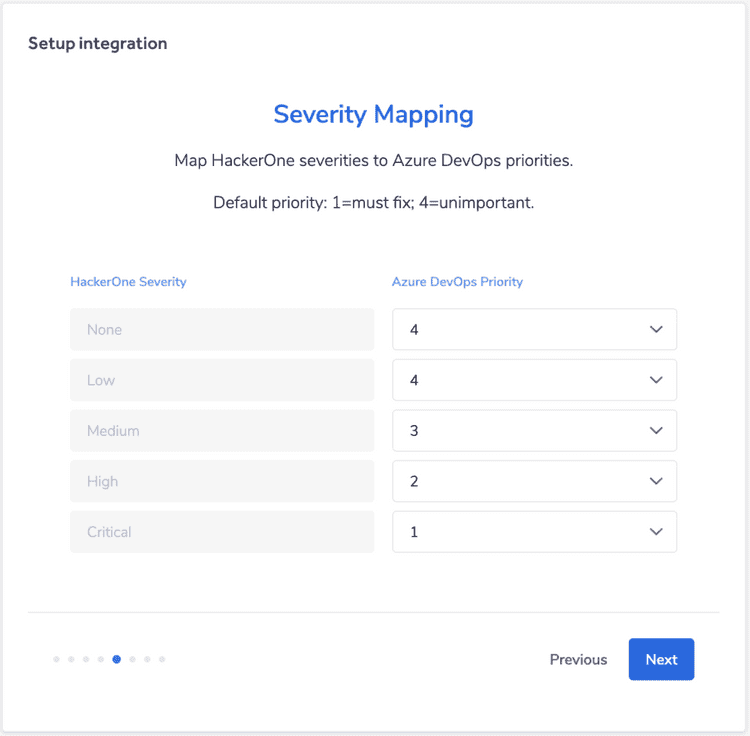 Setup integration
Severity Mapping
Map HackerOne severities to Azure DevOps priorities.
Default priority: 1=must fix; 4=unimportant.
HackerOne Severity Azure DevOps Priority
None 4
Low 4
Medium 3
High 2
Critical 1
Previous Next